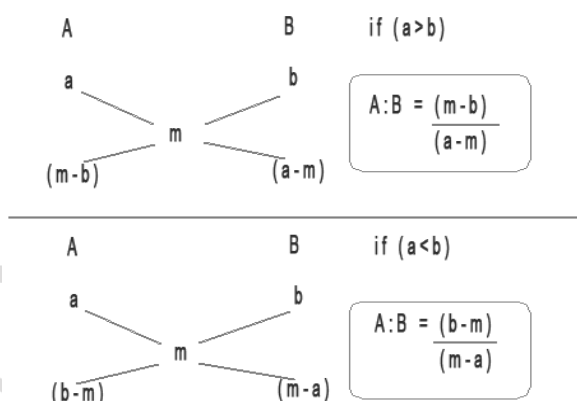 A B if (a>b)
a b
A:B = (m-b)
m
(a-m)
(m-b) (a-m)
A B if (a<b)
a b
A:B = (b-m)
m
(m-a)
(b-m) (m-a)